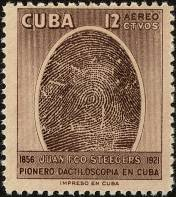 CUBA 12 AEREO
CTVOS
1856 JUAN FCO STEEGERS 1921
PIONERO DACTILOSCOPIA EN CUBA
IMPRESO EN CUBA